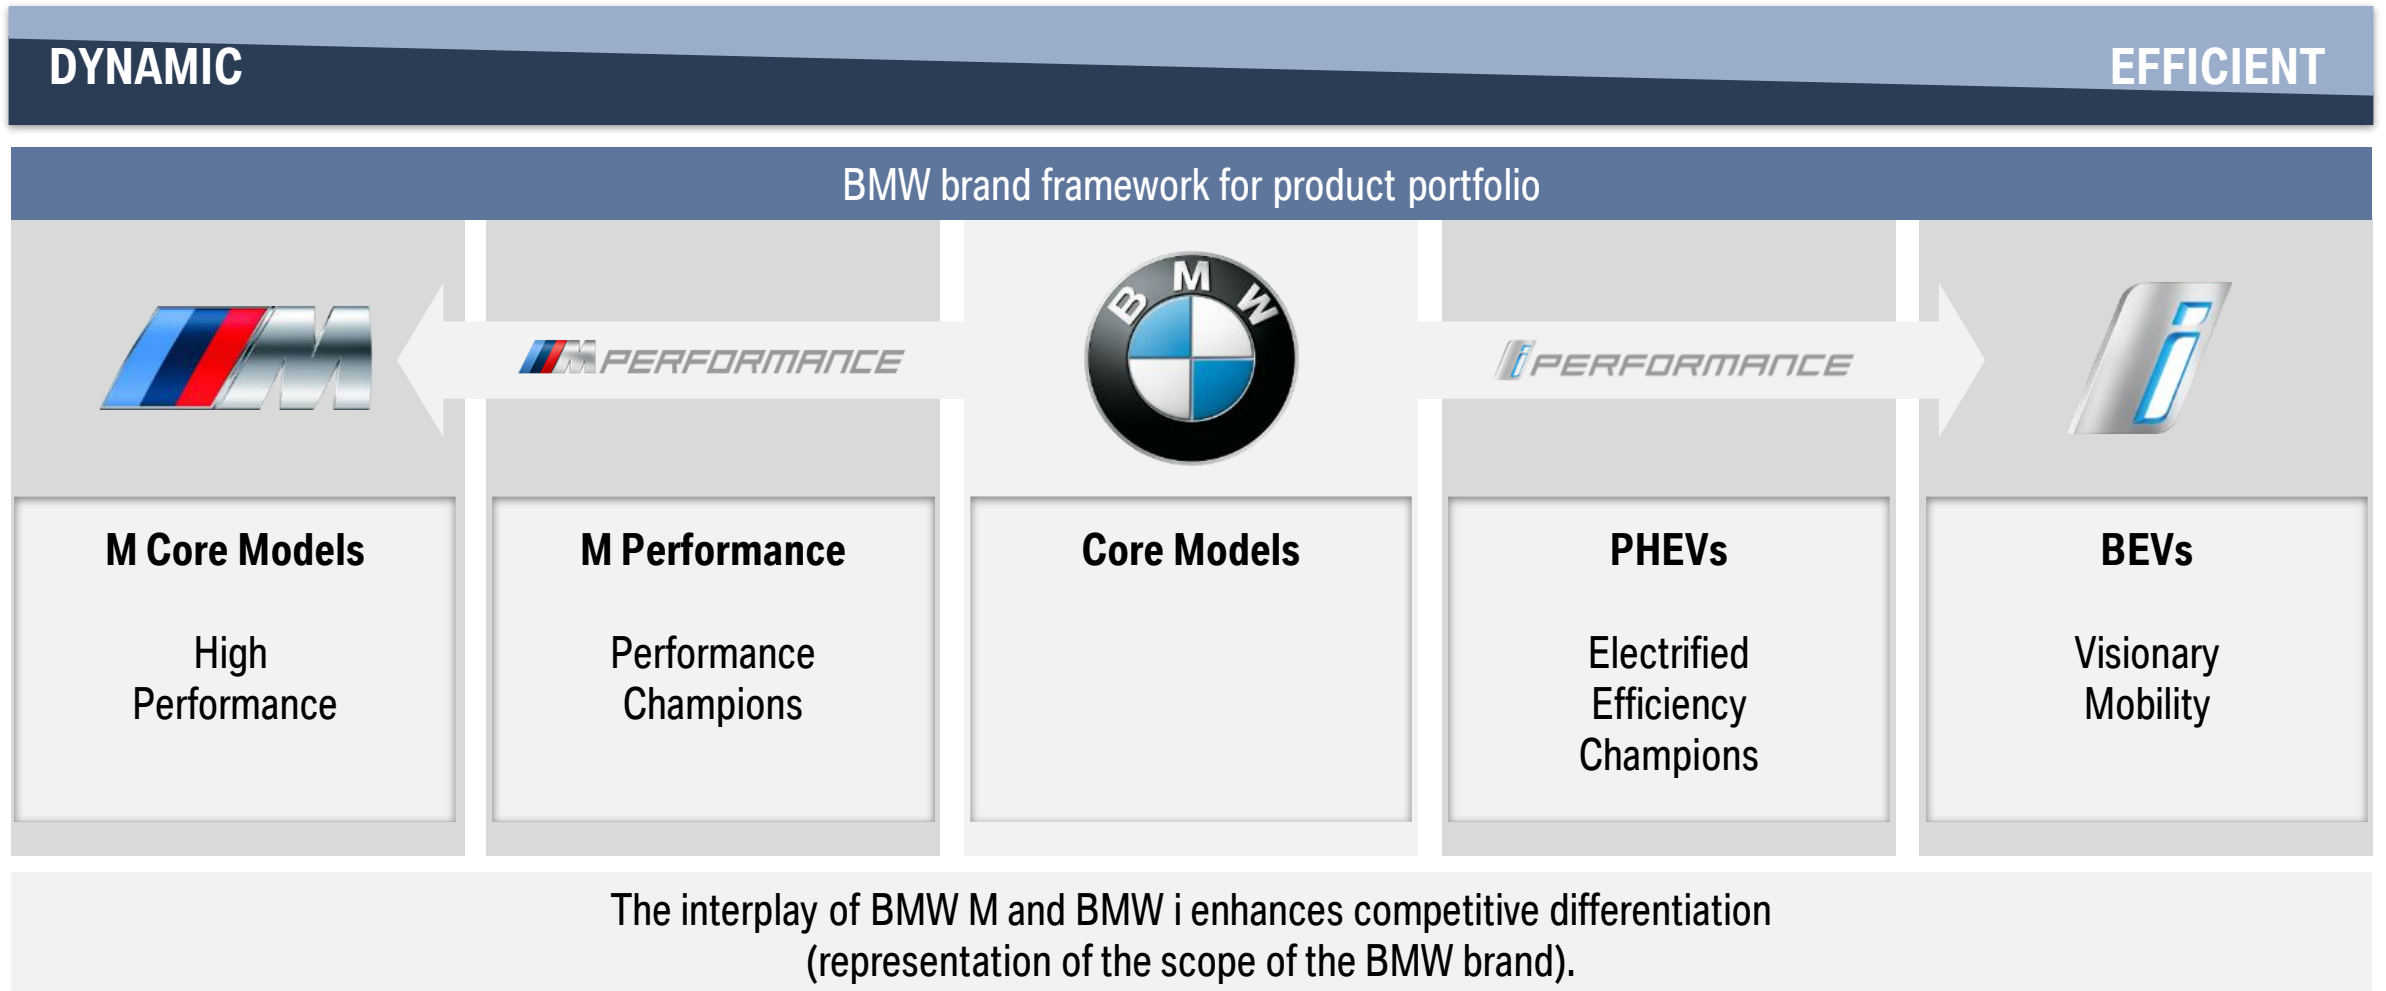 DYNAMIC
EFFICIENT
BMW brand framework for product portfolio
M
M PERFORMANCE
BMW
i PERFORMANCE
i
M Core Models
High
Performance
M Performance
Performance
Champions
Core Models
PHEVs
Electrified
Efficiency
Champions
BEVs
Visionary
Mobility
The interplay of BMW M and BMW i enhances competitive differentiation
(representation of the scope of the BMW brand).